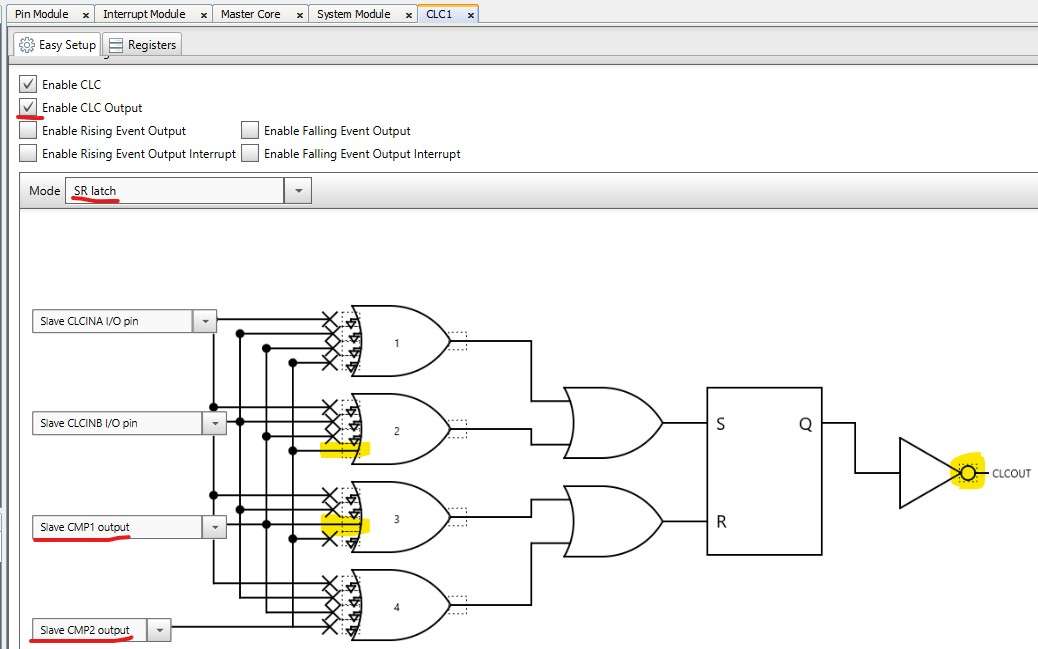 Pin Module x Interrupt Module x Master Core x System Module x CLC1 x
Easy Setup Registers
Enable CLC
Enable CLC Output
Enable Rising Event Output Enable Falling Event Output
Enable Rising Event Output Interrupt Enable Falling Event Output Interrupt
Mode SR latch
Slave CLCINA I/O pin
1
Slave CLCINB I/O pin
2
S Q
CLCOUT
Slave CMP1 output
3
R
4
Slave CMP2 output